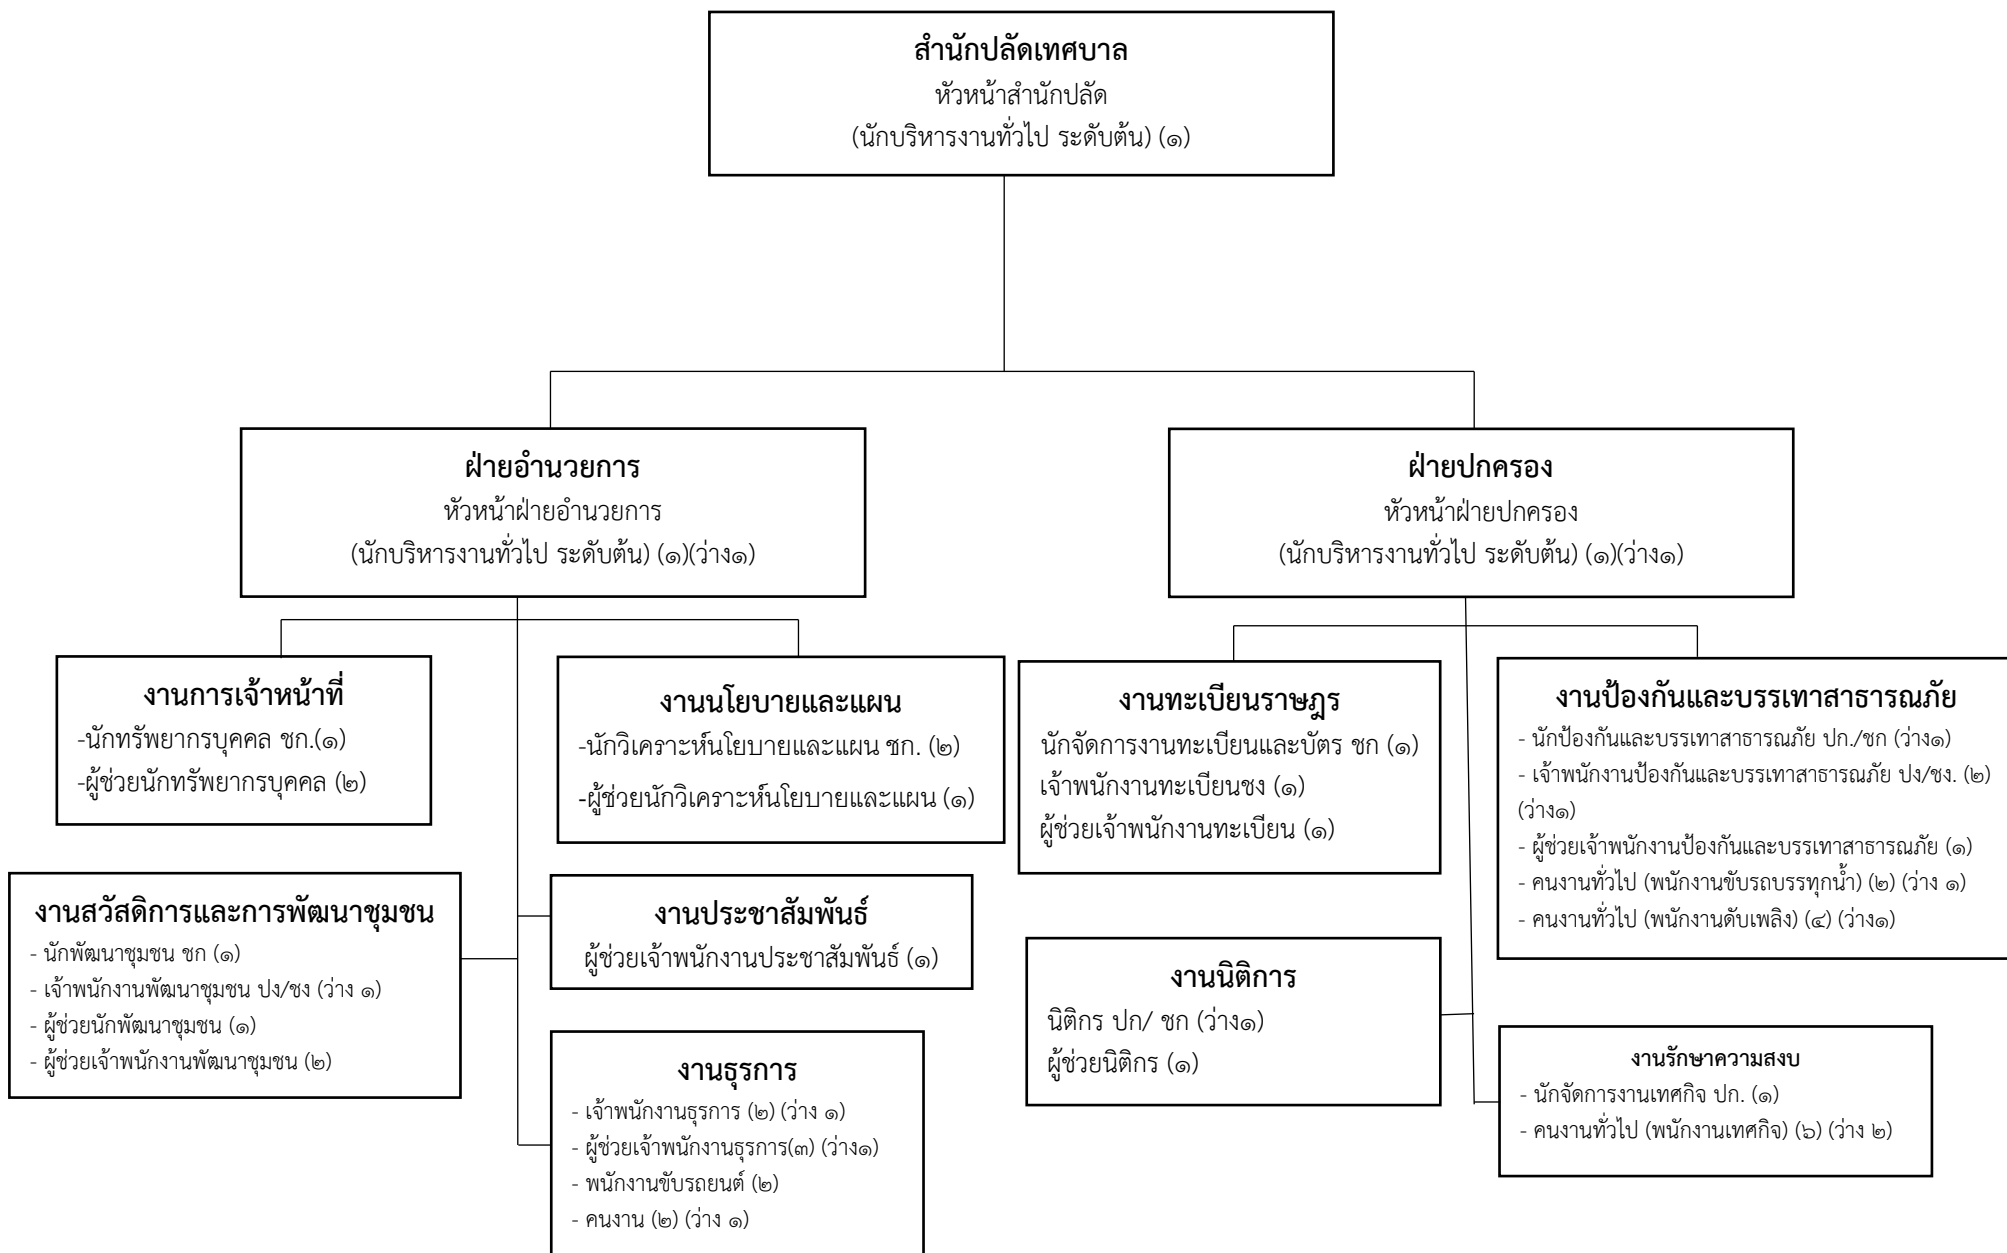 สำนักปลัดเทศบาล
หัวหน้าสำนักปลัด
(นักบริหารงานทั่วไป ระดับต้น) (๑)
ฝ่ายอำนวยการ
หัวหน้าฝ่ายอำนวยการ
(นักบริหารงานทั่วไป ระดับต้น) (๑)(ว่าง๑)
ฝ่ายปกครอง
หัวหน้าฝ่ายปกครอง
(นักบริหารงานทั่วไป ระดับต้น) (๑)(ว่าง๑)
งานการเจ้าหน้าที่
-นักทรัพยากรบุคคล ชก.(๑)
-ผู้ช่วยนักทรัพยากรบุคคล (๒)
งานนโยบายและแผน
-นักวิเคราะห์นโยบายและแผน ชก. (๒)
-ผู้ช่วยนักวิเคราะห์นโยบายและแผน (๑)
งานทะเบียนราษฎร
นักจัดการงานทะเบียนและบัตร ชก (๑)
เจ้าพนักงานทะเบียนชง (๑)
ผู้ช่วยเจ้าพนักงานทะเบียน (๑)
งานป้องกันและบรรเทาสาธารณภัย
- นักป้องกันและบรรเทาสาธารณภัย ปก./ชก (ว่าง๑)
- เจ้าพนักงานป้องกันและบรรเทาสาธารณภัย ปง/ชง. (๒)
(ว่าง๑)
- ผู้ช่วยเจ้าพนักงานป้องกันและบรรเทาสาธารณภัย (๑)
- คนงานทั่วไป (พนักงานขับรถบรรทุกน้ำ) (๒) (ว่าง ๑)
- คนงานทั่วไป (พนักงานดับเพลิง) (๔) (ว่าง๑)
งานสวัสดิการและการพัฒนาชุมชน
- นักพัฒนาชุมชน ชก (๑)
- เจ้าพนักงานพัฒนาชุมชน ปง/ชง (ว่าง ๑)
- ผู้ช่วยนักพัฒนาชุมชน (๑)
- ผู้ช่วยเจ้าพนักงานพัฒนาชุมชน (๒)
งานประชาสัมพันธ์
ผู้ช่วยเจ้าพนักงานประชาสัมพันธ์ (๑)
งานนิติการ
นิติกร ปก/ ชก (ว่าง๑)
ผู้ช่วยนิติกร (๑)
งานธุรการ
- เจ้าพนักงานธุรการ (๒) (ว่าง ๑)
- ผู้ช่วยเจ้าพนักงานธุรการ(๓) (ว่าง๑)
- พนักงานขับรถยนต์ (๒)
- คนงาน (๒) (ว่าง ๑)
งานรักษาความสงบ
- นักจัดการงานเทศกิจ ปก. (๑)
- คนงานทั่วไป (พนักงานเทศกิจ) (๖) (ว่าง ๒)